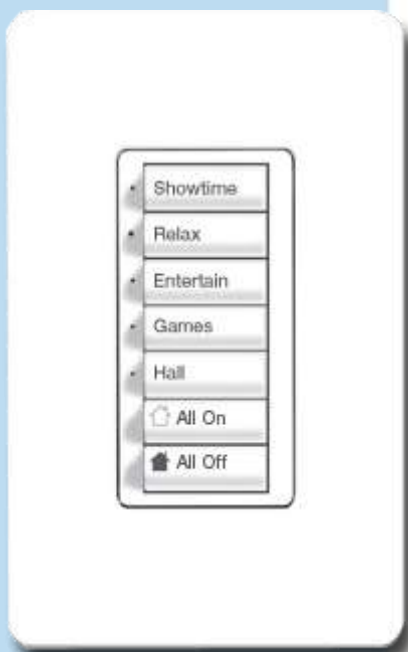 Showtime
Relax
Entertain
Games
Hall
All On
All Off